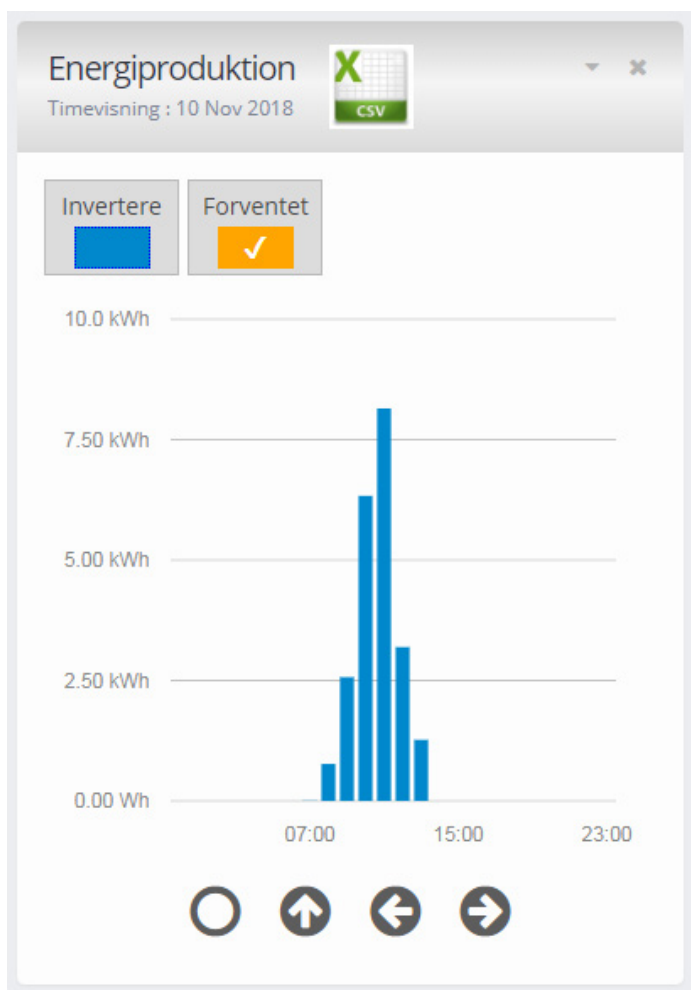 Energiproduktion
Timevisning : 10 Nov 2018
X
CSV
Invertere
Forventet
10.0 kWh
7.50 kWh
5.00 kWh
2.50 kWh
0.00 Wh
07:00 15:00 23:00